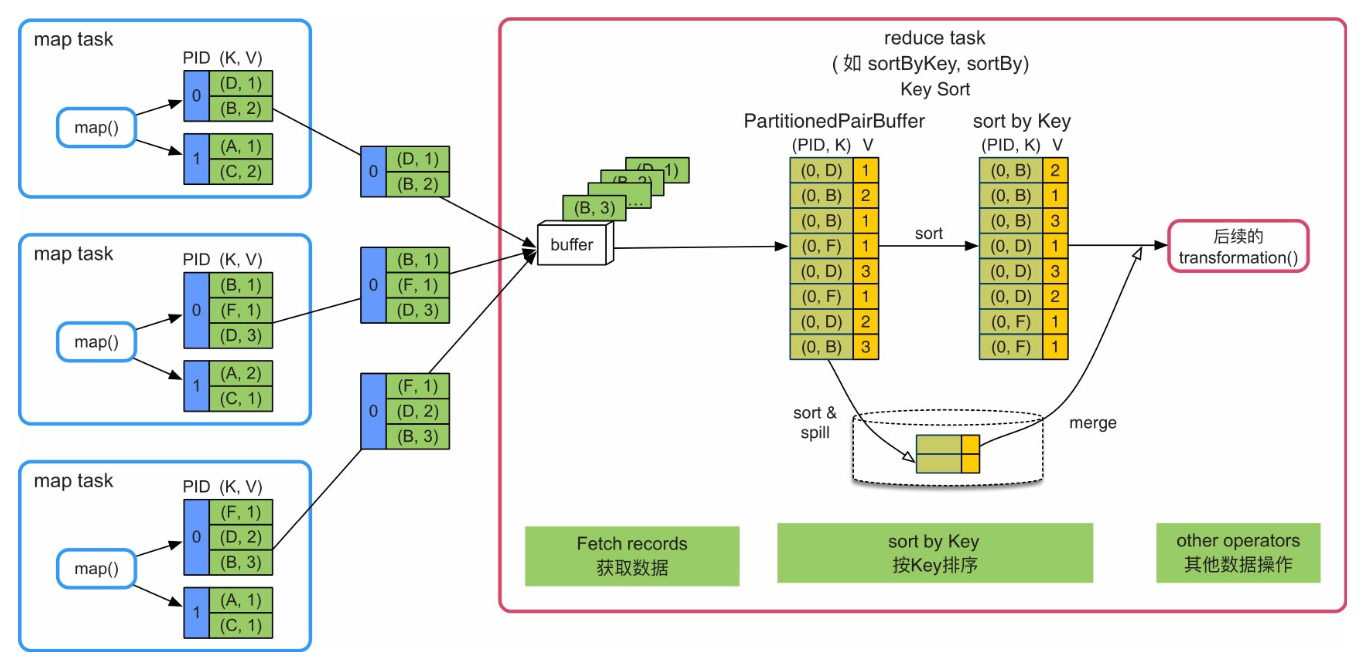 map task
PID (K, V)
map()
0
(D, 1)
(B, 2)
1
(A, 1)
(C, 2)
map task
PID (K, V)
map()
0
(B, 1)
(F, 1)
(D, 3)
1
(A, 2)
(C, 1)
map task
PID (K, V)
map()
0
(F, 1)
(D, 2)
(B, 3)
1
(A, 1)
(C, 1)
0
(D, 1)
(B, 2)
0
(B, 1)
(F, 1)
(D, 3)
0
(F, 1)
(D, 2)
(B, 3)
reduce task
( 如 sortByKey, sortBy)
Key Sort
(D, 1)
(B, 2)
...
(B, 3)
buffer
PartitionedPairBuffer
(PID, K) V
(0, D) 1
(0, B) 2
(0, B) 1
(0, F) 1
(0, D) 3
(0, F) 1
(0, D) 2
(0, B) 3
sort
sort by Key
(PID, K) V
(0, B) 2
(0, B) 1
(0, B) 3
(0, D) 1
(0, D) 3
(0, D) 2
(0, F) 1
(0, F) 1
后续的
transformation()
sort &
spill
merge
Fetch records
获取数据
sort by Key
按Key排序
other operators
其他数据操作